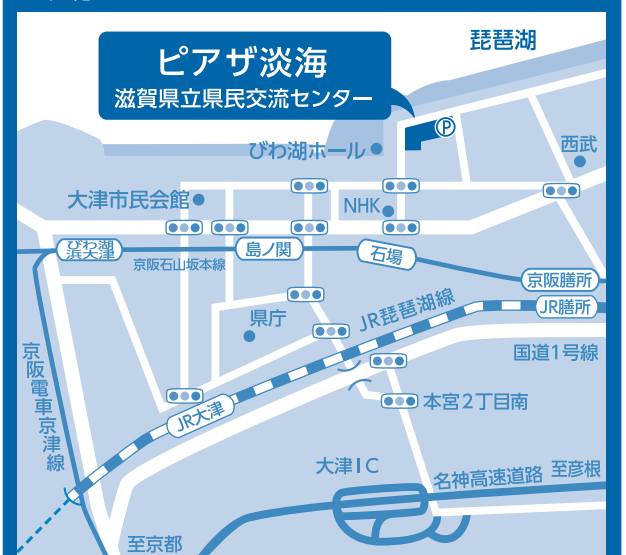 琵琶湖
ピアザ淡海
滋賀県立県民交流センター
P
びわ湖ホール
西武
大津市民会館
NHK
びわ湖
浜大津
島ノ関
石場
京阪石山坂本線
京阪膳所
JR膳所
JR琵琶湖線
県庁
国道1号線
京阪電車京津線
JR大津
本宮2丁目南
大津IC
名神高速道路
至彦根
至京都